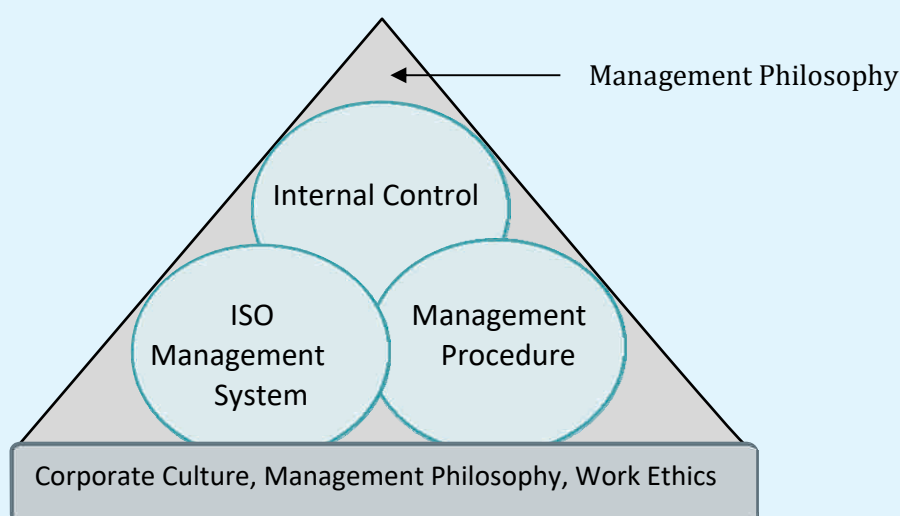 Management Philosophy
Internal Control
ISO
Management
System
Management
Procedure
Corporate Culture, Management Philosophy, Work Ethics